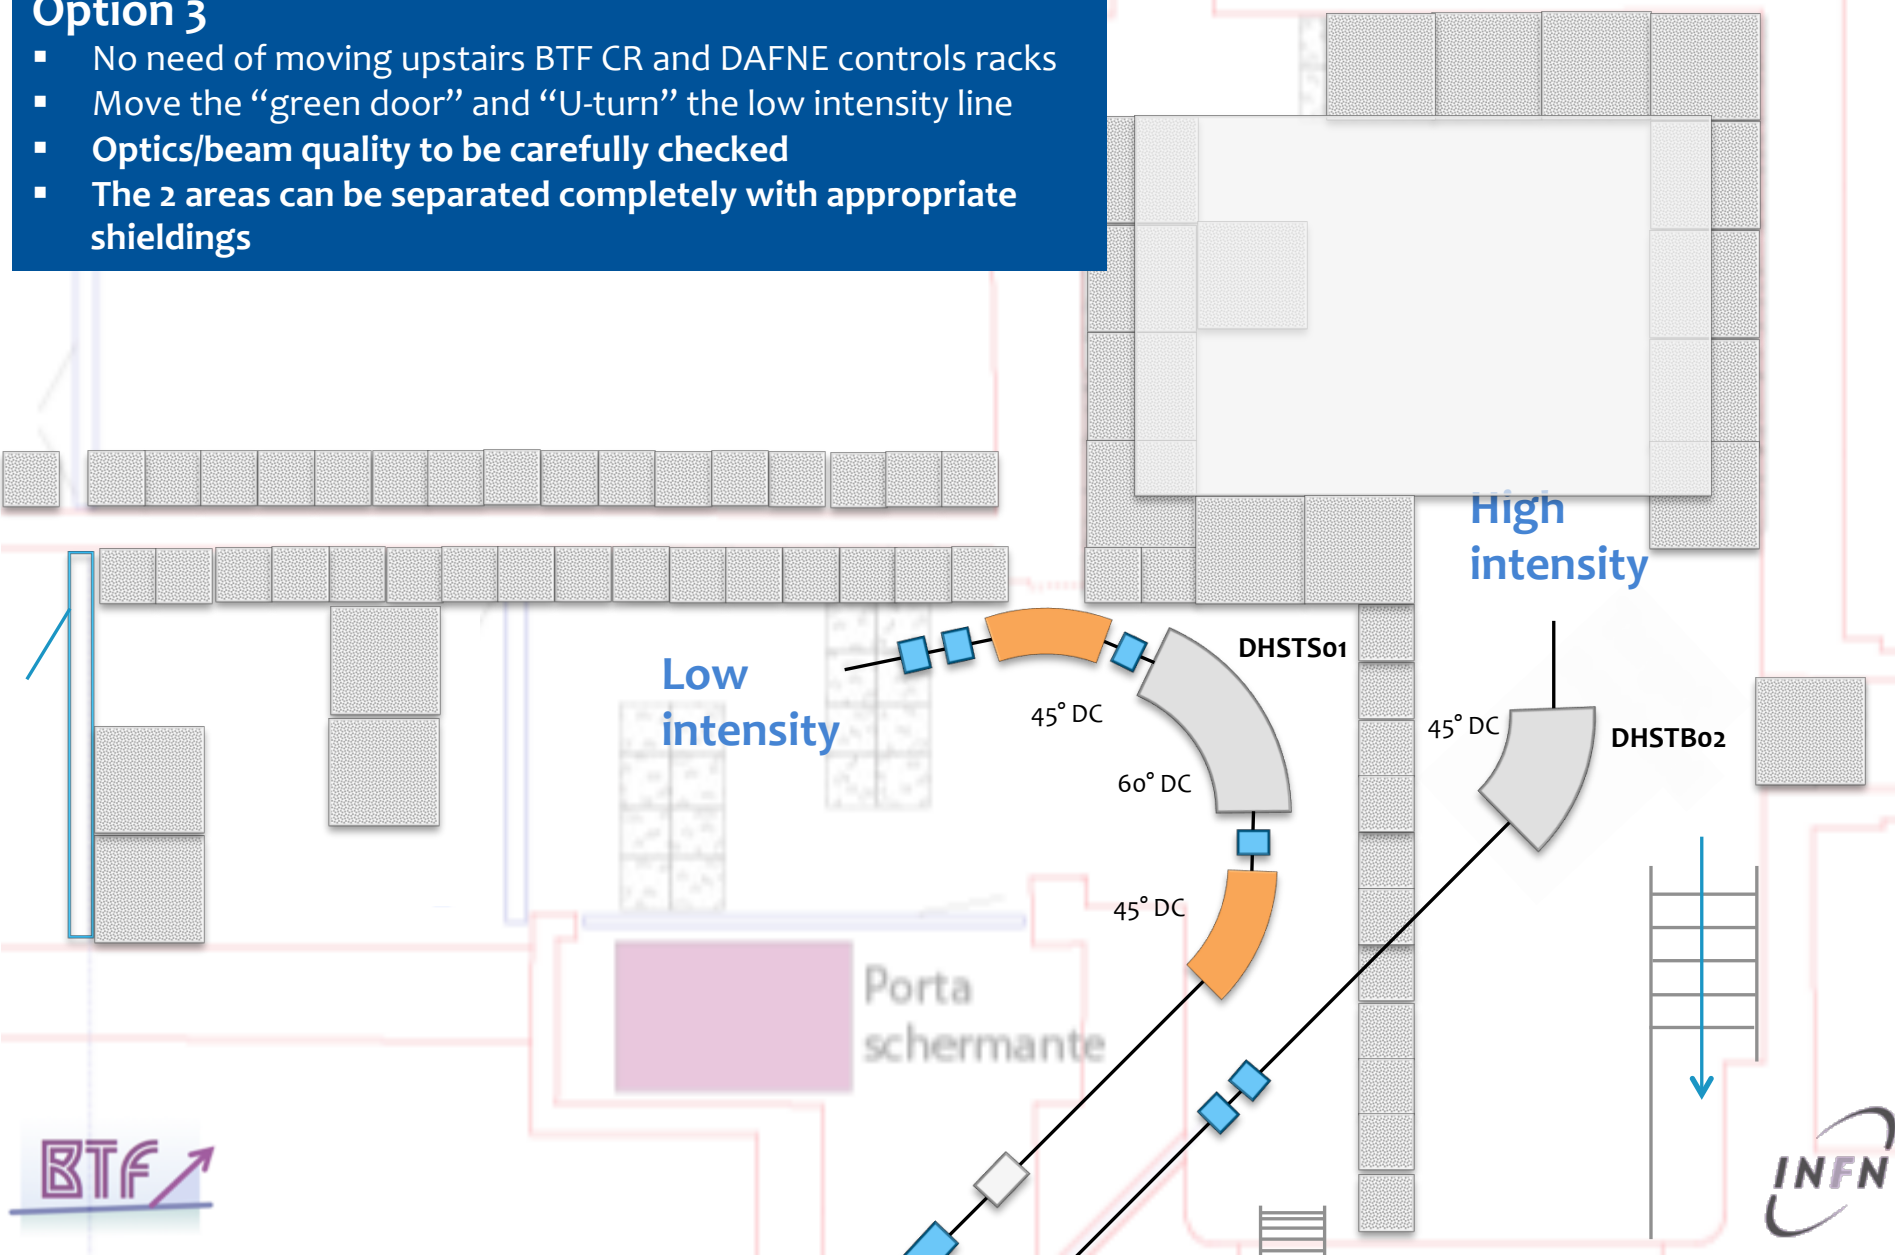 Option 3
▪ No need of moving upstairs BTF CR and DAFNE controls racks
▪ Move the “green door” and “U-turn” the low intensity line
▪ Optics/beam quality to be carefully checked
▪ The 2 areas can be separated completely with appropriate
shieldings
High
intensity
DHSTS01
Low
intensity
45° DC
45° DC
DHSTB02
60° DC
45° DC
Porta
schermante
BTF
INFN